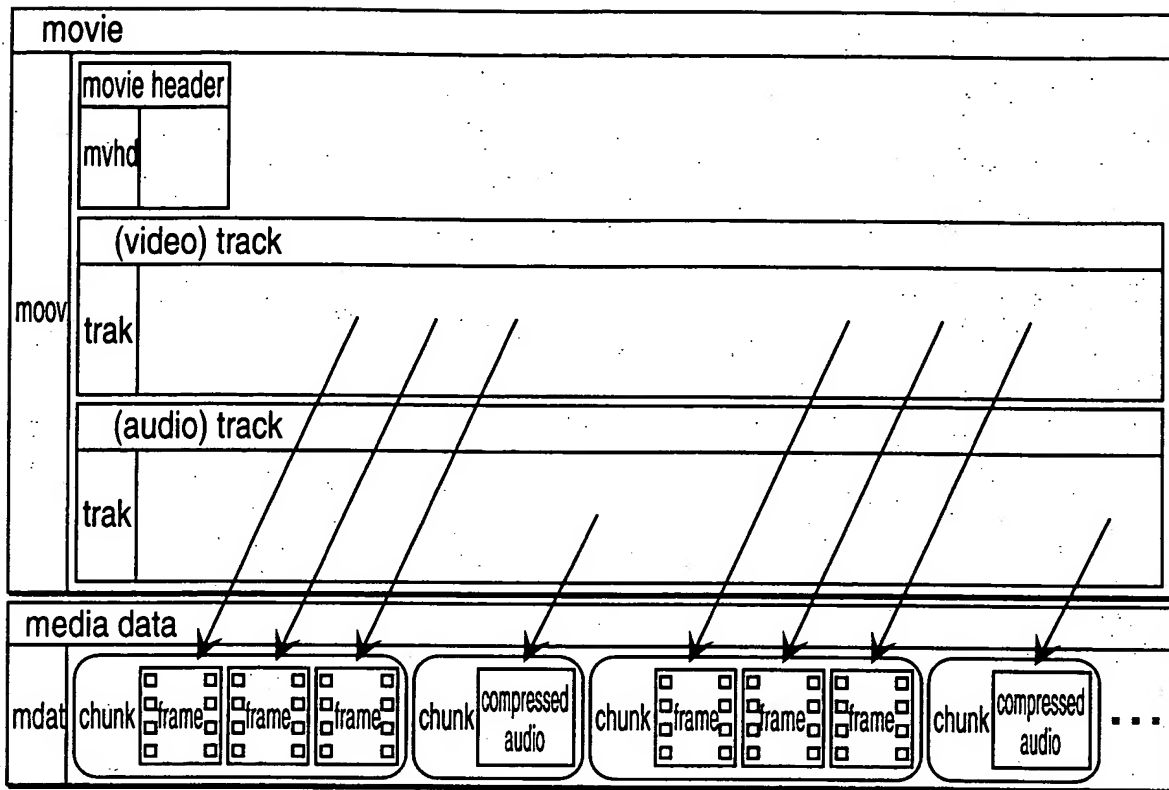 movie
movie header
mvhd
(video) track
moov
trak
(audio) track
trak
media data
mdat
chunk frame frame frame chunk compressed audio chunk frame frame frame chunk compressed audio ....